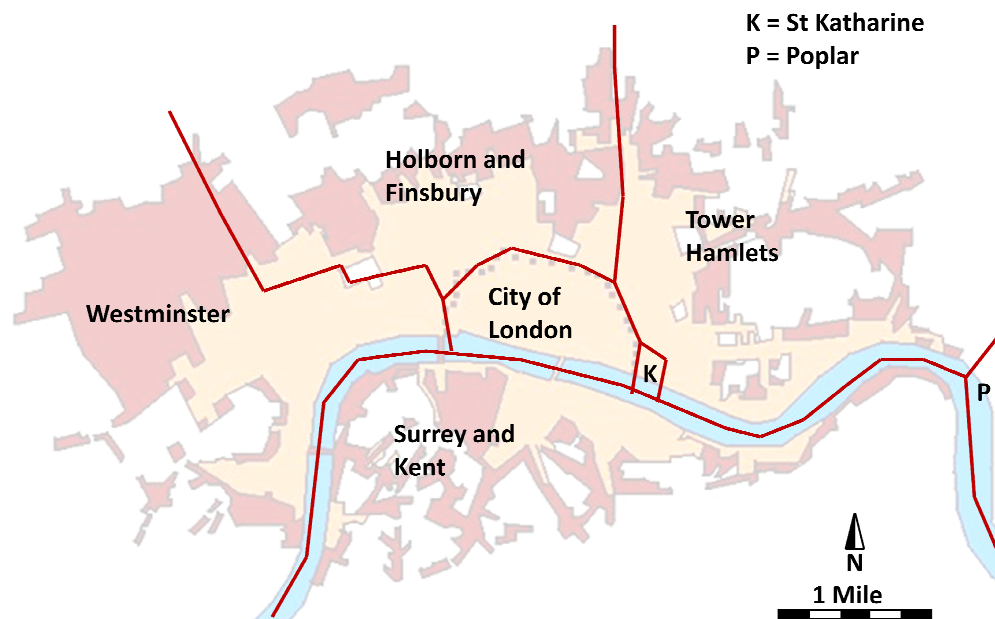 K = St Katharine
P = Poplar
Holborn and
Finsbury
Tower
Hamlets
Westminster
City of
London
K
P
Surrey and
Kent
N
1 Mile